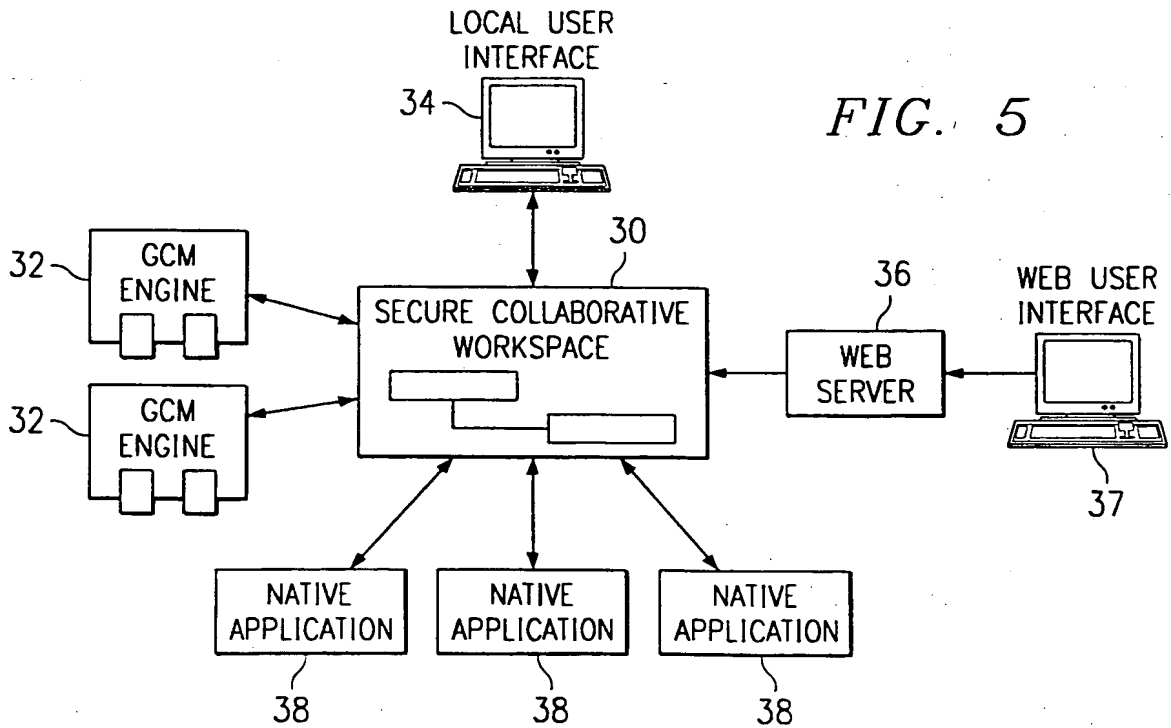 LOCAL USER
INTERFACE
34
FIG. 5
30
32
GCM
ENGINE
SECURE COLLABORATIVE
WORKSPACE
36
WEB
SERVER
WEB USER
INTERFACE
37
32
GCM
ENGINE
NATIVE
APPLICATION
38
NATIVE
APPLICATION
38
NATIVE
APPLICATION
38